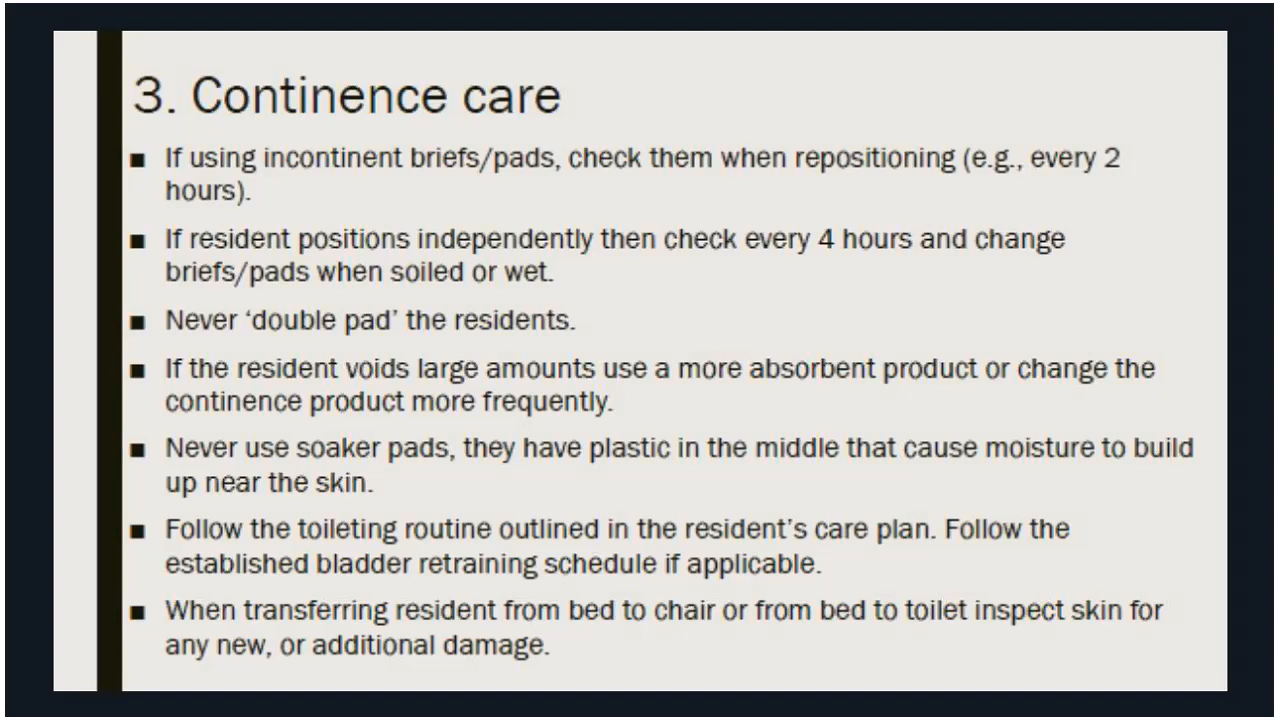 3. Continence care
■ If using incontinent briefs/pads, check them when repositioning (e.g., every 2
hours).
■ If resident positions independently then check every 4 hours and change
briefs/pads when soiled or wet.
■ Never ‘double pad’ the residents.
■ If the resident voids large amounts use a more absorbent product or change the
continence product more frequently.
■ Never use soaker pads, they have plastic in the middle that cause moisture to build
up near the skin.
■ Follow the toileting routine outlined in the resident’s care plan. Follow the
established bladder retraining schedule if applicable.
■ When transferring resident from bed to chair or from bed to toilet inspect skin for
any new, or additional damage.